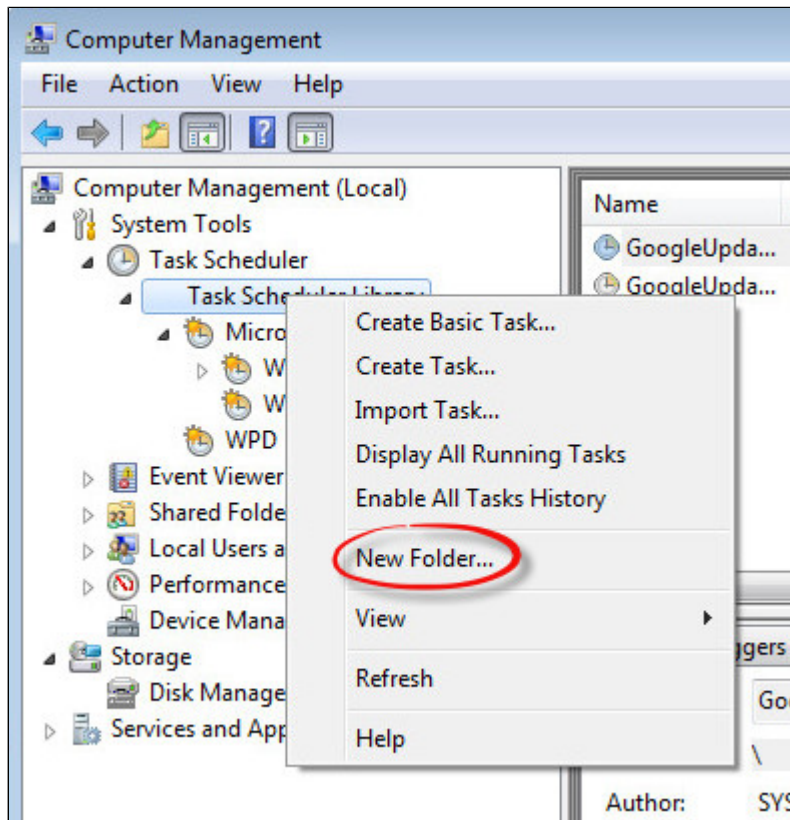 Computer Management
File Action View Help
Computer Management (Local)
System Tools
Task Scheduler
Task Scheduler Library
Micro
W
W
WPD
Event Viewer
Shared Folde
Local Users a
Performance
Device Mana
Storage
Disk Manage
Services and App
Create Basic Task...
Create Task...
Import Task...
Display All Running Tasks
Enable All Tasks History
New Folder...
View
Refresh
Help
Name
GoogleUpda...
GoogleUpda...
ggers
Goo
\
Author: SYS